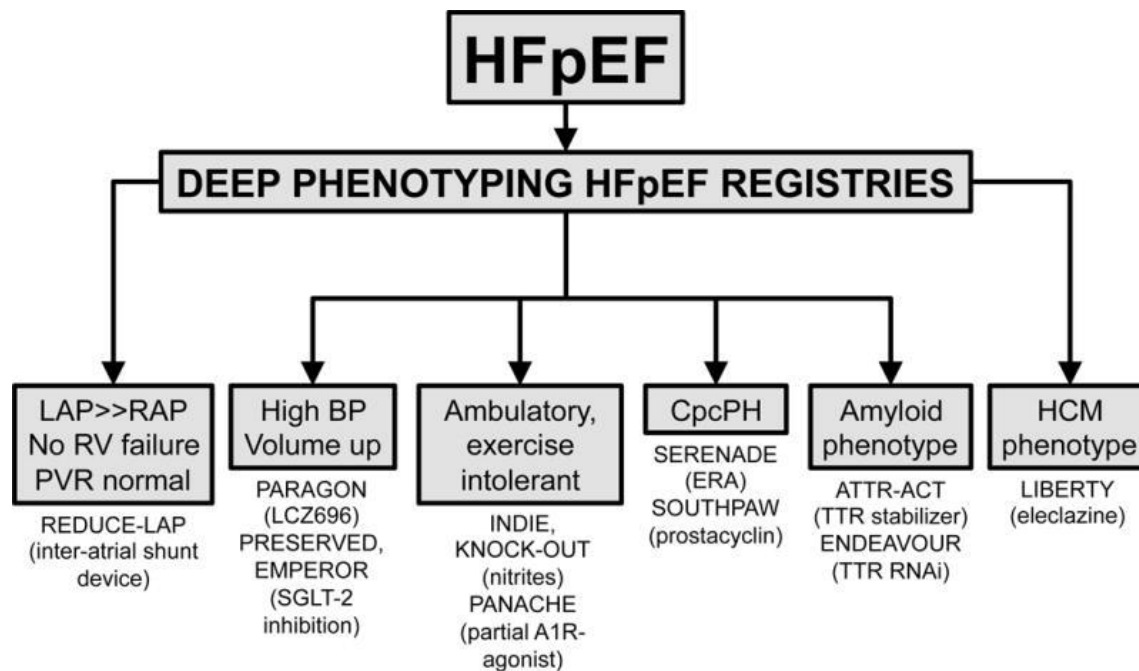 HFpEF
DEEP PHENOTYPING HFpEF REGISTRIES
LAP>>RAP
No RV failure
PVR normal
REDUCE-LAP
(inter-atrial shunt
device)
High BP
Volume up
PARAGON
(LCZ696)
PRESERVED,
EMPEROR
(SGLT-2
inhibition)
Ambulatory,
exercise
intolerant
INDIE,
KNOCK-OUT
(nitrites)
PANACHE
(partial A1R-
agonist)
CpcPH
SERENADE
(ERA)
SOUTHPAW
(prostacyclin)
Amyloid
phenotype
ATTR-ACT
(TTR stabilizer)
ENDEAVOUR
(TTR RNAi)
HCM
phenotype
LIBERTY
(eleclazine)